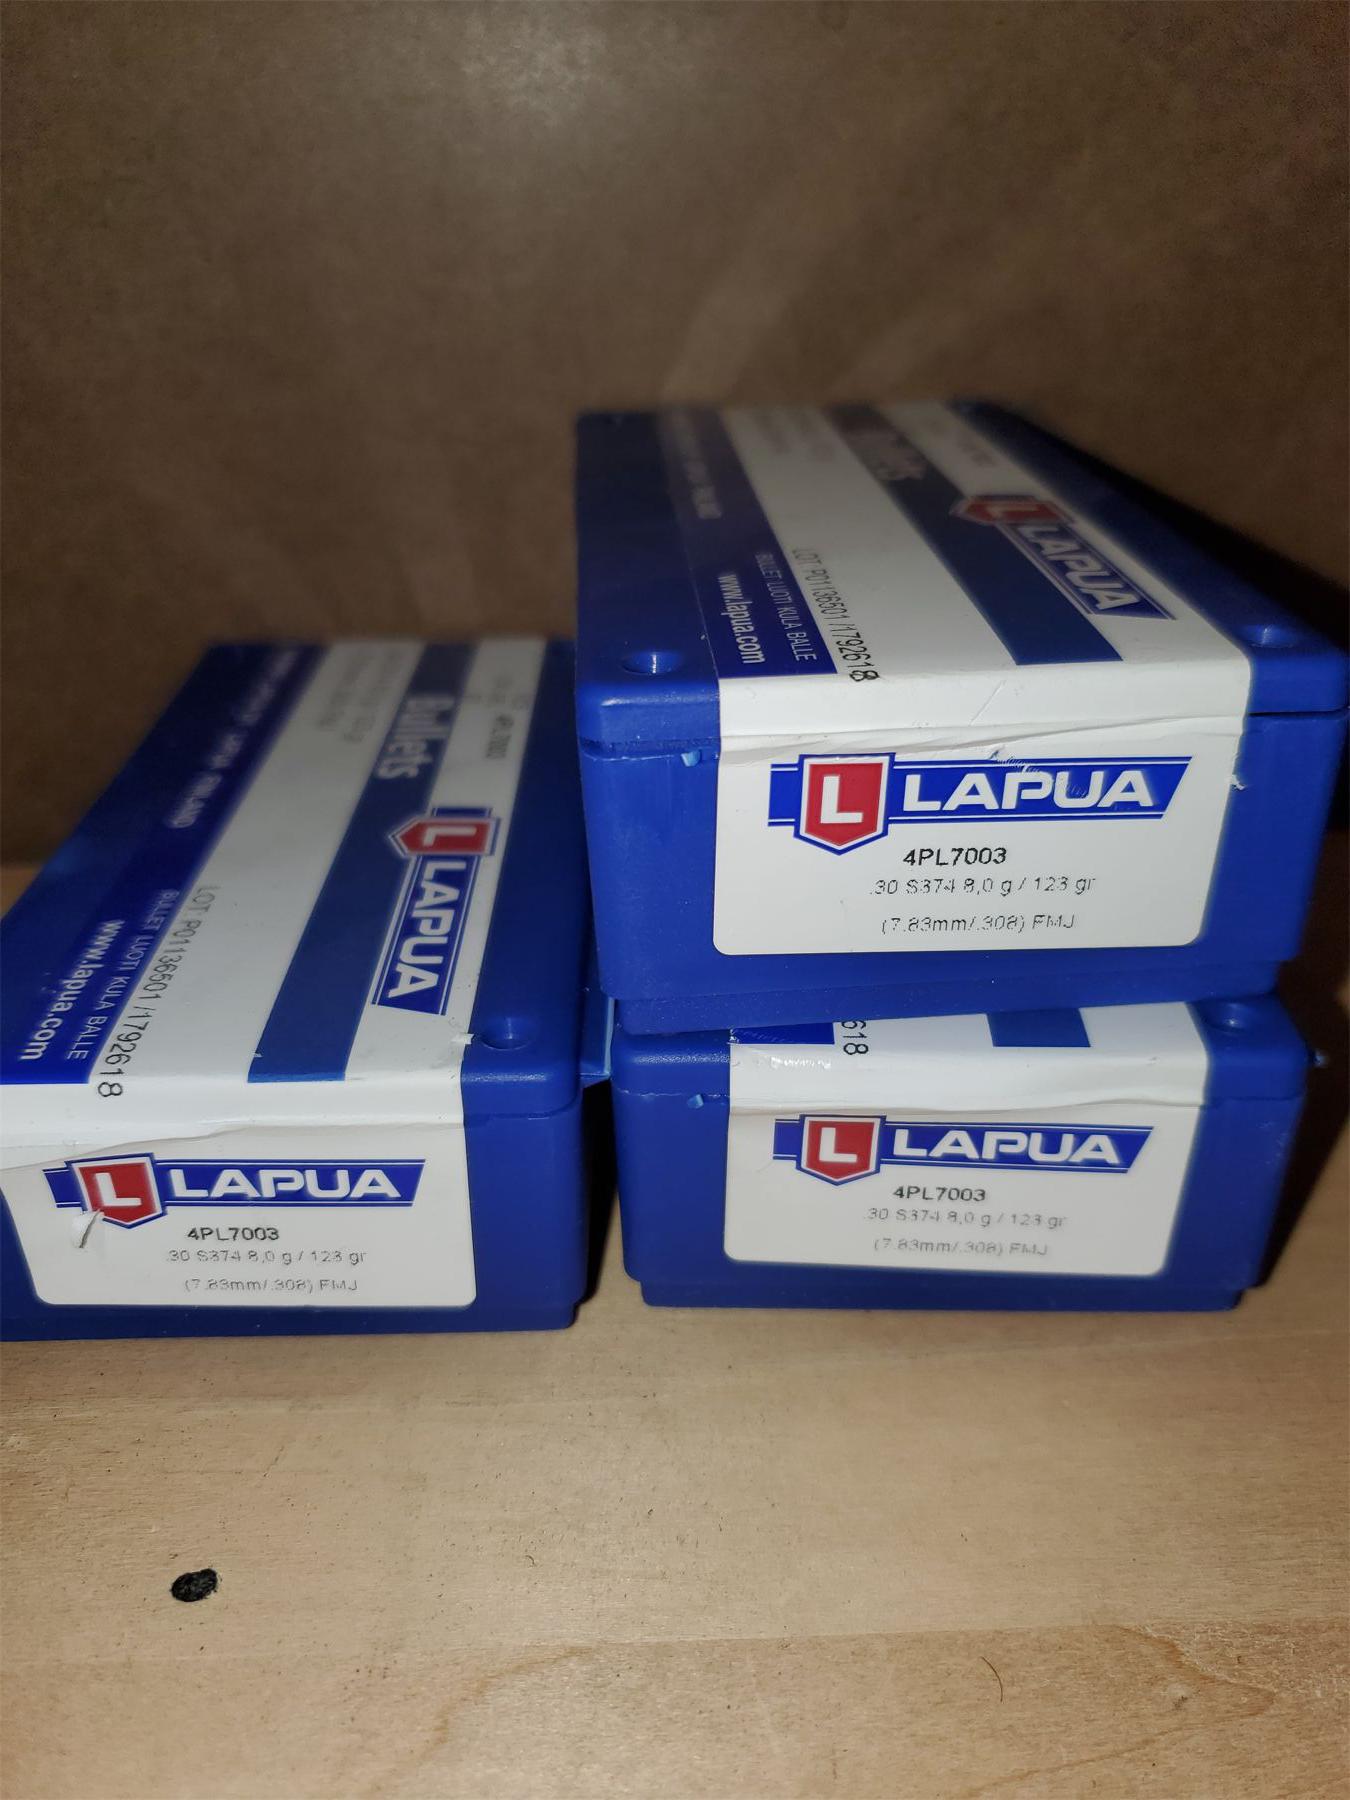 Bullets
LAPUA
4PL7003
LOT: P01136501/1792618
BULLET LUOTI KULA BALLE
www.lapua.com
LAPUA
4PL7003
.30 S374 8,0 g / 123 gr
(7.83mm/.308) FMJ
Bullets
LAPUA
LOT: P01136501/1792618
BULLET LUOTI KULA BALLE
www.lapua.com
LAPUA
4PL7003
.30 S374 8,0 g / 123 gr
(7.83mm/.308) FMJ
618
LAPUA
4PL7003
.30 S374 8,0 g / 123 gr
(7.83mm/.308) FMJ